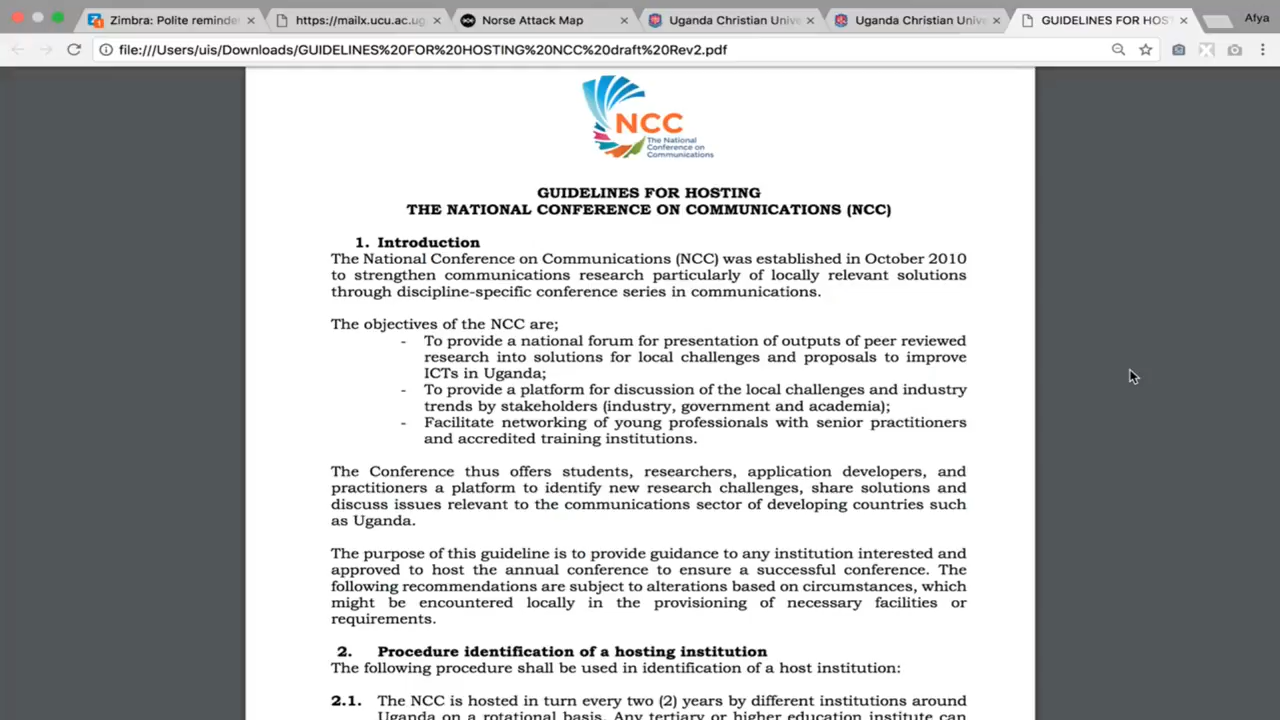 Zimbra: Polite reminde
https://mailx.ucu.ac.ug
Norse Attack Map
Uganda Christian Unive
Uganda Christian Unive
GUIDELINES FOR HOST
Afya
file:///Users/uis/Downloads/GUIDELINES%20FOR%20HOSTING%20NCC%20draft%20Rev2.pdf
NCC
The National
Conference on
Communications
GUIDELINES FOR HOSTING
THE NATIONAL CONFERENCE ON COMMUNICATIONS (NCC)
1. Introduction
The National Conference on Communications (NCC) was established in October 2010
to strengthen communications research particularly of locally relevant solutions
through discipline-specific conference series in communications.
The objectives of the NCC are;
- To provide a national forum for presentation of outputs of peer reviewed
research into solutions for local challenges and proposals to improve
ICTs in Uganda;
- To provide a platform for discussion of the local challenges and industry
trends by stakeholders (industry, government and academia);
- Facilitate networking of young professionals with senior practitioners
and accredited training institutions.
The Conference thus offers students, researchers, application developers, and
practitioners a platform to identify new research challenges, share solutions and
discuss issues relevant to the communications sector of developing countries such
as Uganda.
The purpose of this guideline is to provide guidance to any institution interested and
approved to host the annual conference to ensure a successful conference. The
following recommendations are subject to alterations based on circumstances, which
might be encountered locally in the provisioning of necessary facilities or
requirements.
2. Procedure identification of a hosting institution
The following procedure shall be used in identification of a host institution:
2.1. The NCC is hosted in turn every two (2) years by different institutions around
Uganda on a rotational basis. Any tertiary or higher education institute can